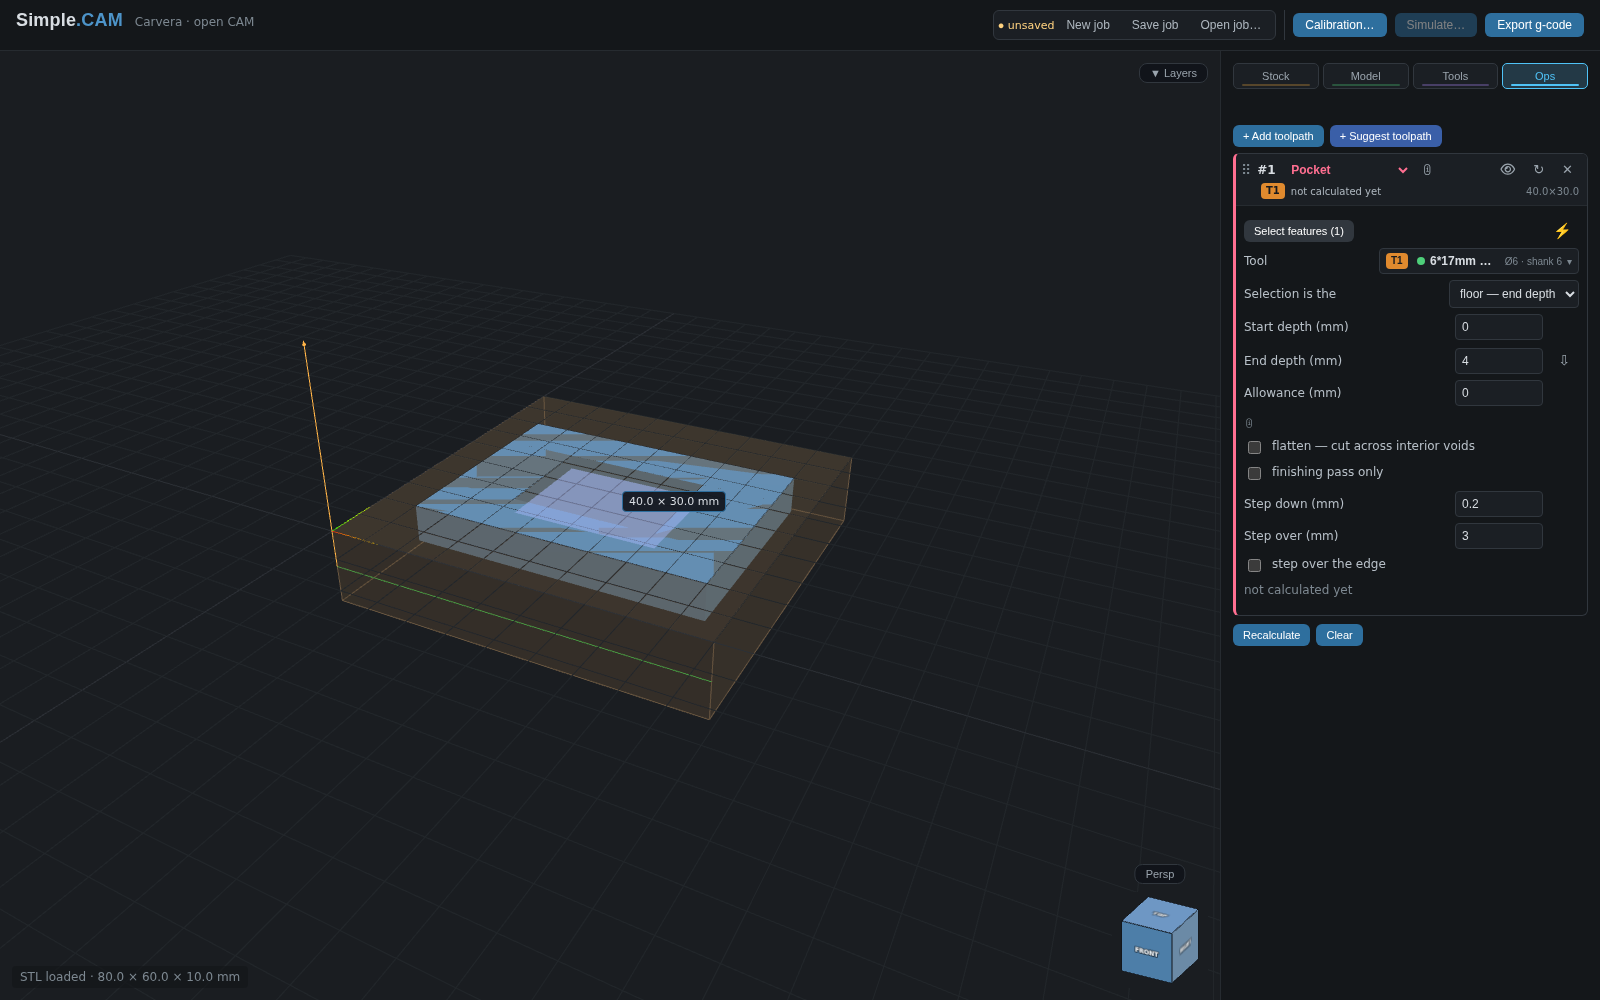 Simple.CAM Carvera · open CAM
● unsaved New job Save job Open job… Calibration… Simulate… Export g-code
▼ Layers
Stock Model Tools Ops
+ Add toolpath + Suggest toolpath
#1 Pocket
T1 not calculated yet 40.0×30.0
Select features (1)
Tool T1 6*17mm ... Ø6 · shank 6
Selection is the floor — end depth
Start depth (mm) 0
End depth (mm) 4
Allowance (mm) 0
flatten — cut across interior voids
finishing pass only
Step down (mm) 0.2
Step over (mm) 3
step over the edge
not calculated yet
Recalculate Clear
40.0 × 30.0 mm
Persp
FRONT
STL loaded · 80.0 × 60.0 × 10.0 mm